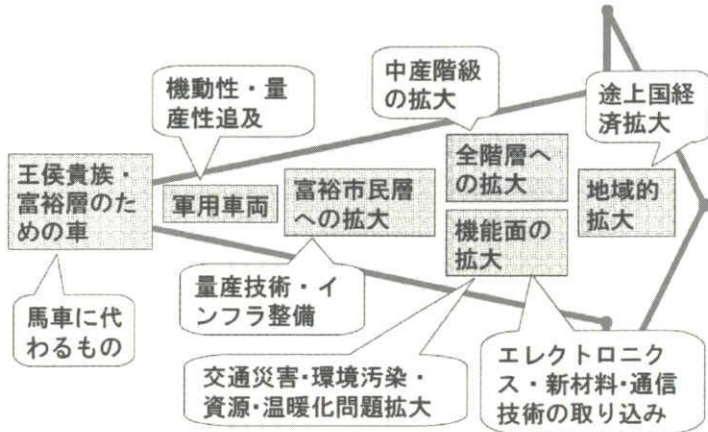 中産階級
の拡大
機動性・量
産性追及
途上国経
済拡大
王侯貴族・
富裕層のた
めの車
軍用車両
富裕市民層
への拡大
全階層へ
の拡大
機能面の
拡大
地域的
拡大
馬車に代
わるもの
量産技術・イ
ンフラ整備
交通災害・環境汚染・
資源・温暖化問題拡大
エレクトロニク
ス・新材料・通信
技術の取り込み